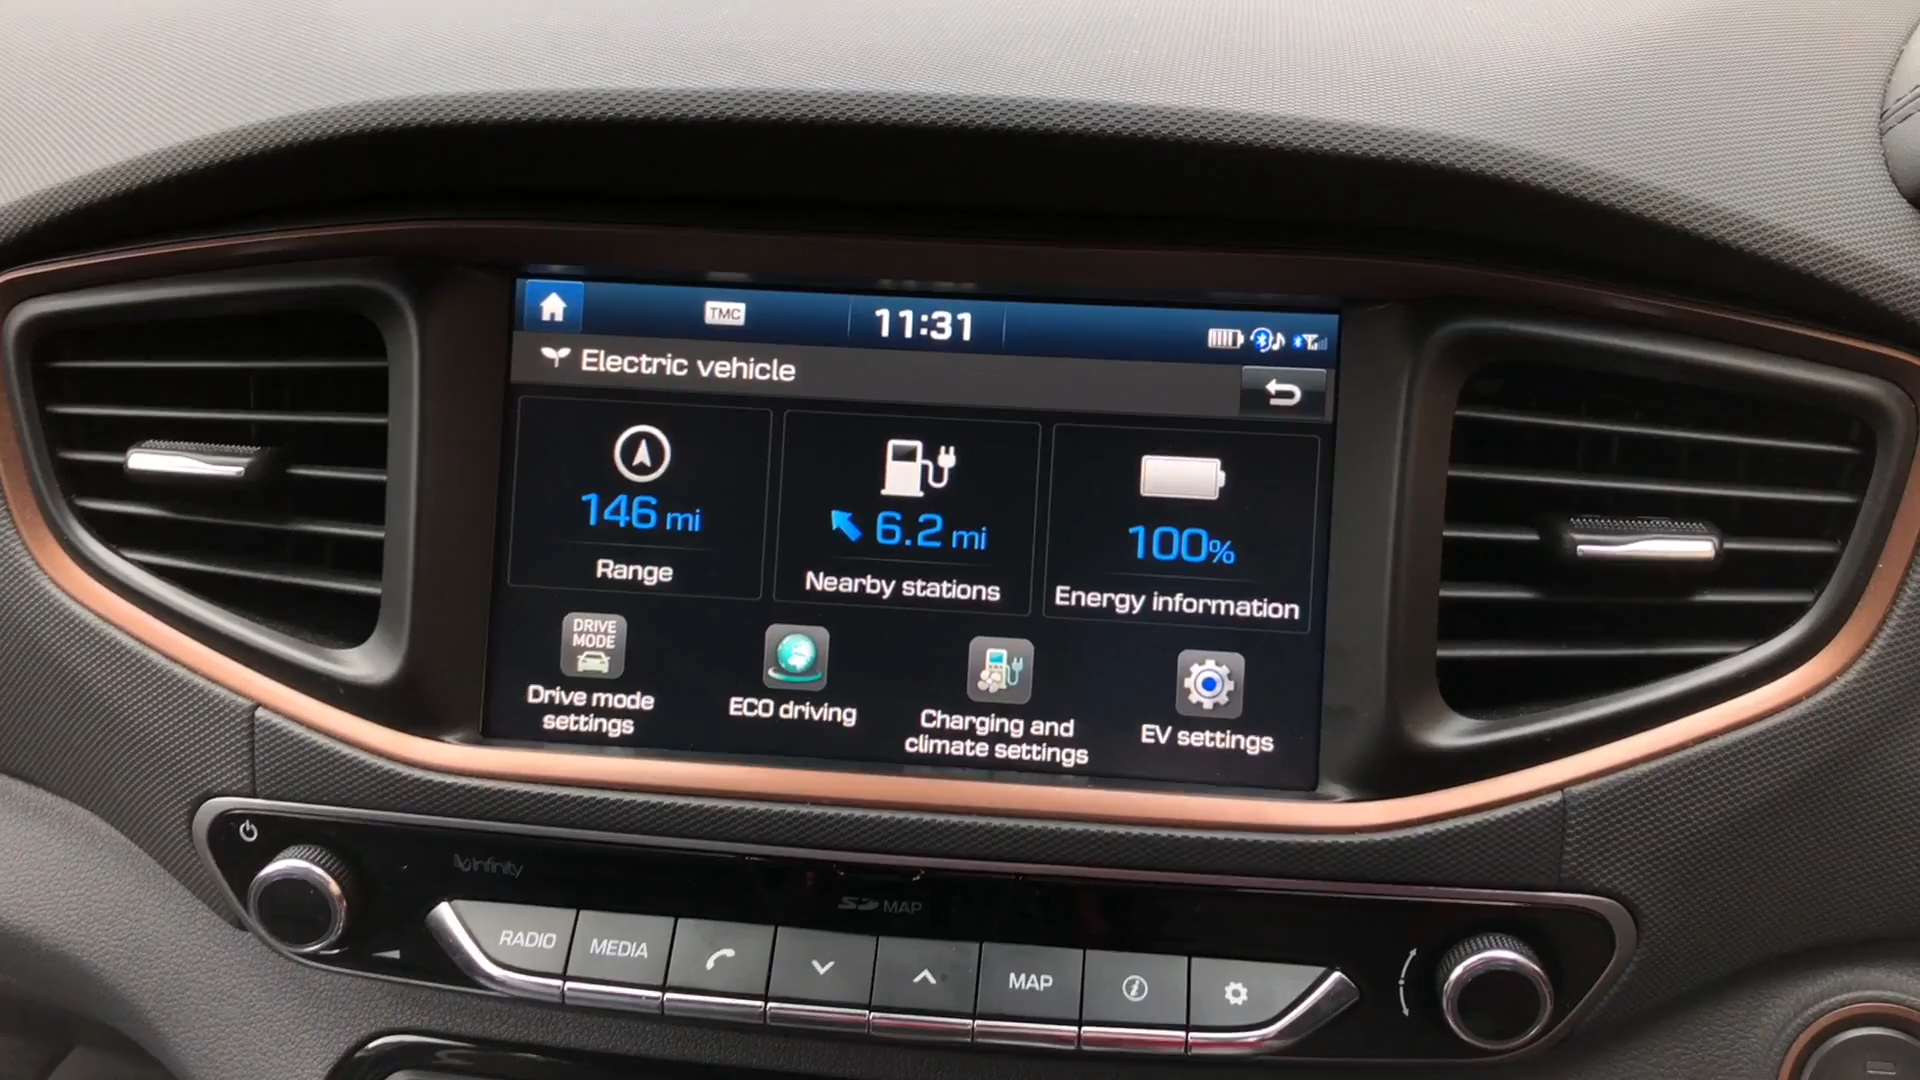 TMC
11:31
Electric vehicle
146 mi
6.2 mi
100%
Range
Nearby stations
Energy information
DRIVE
MODE
Drive mode
settings
ECO driving
Charging and
climate settings
EV settings
infinity
SD MAP
RADIO
MEDIA
MAP